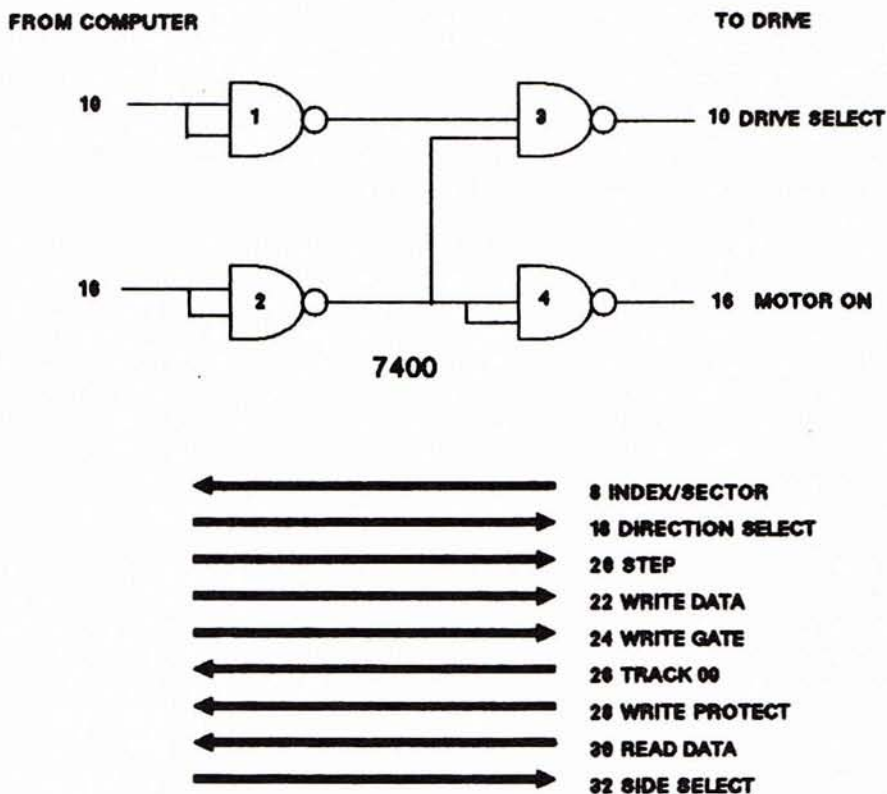 FROM COMPUTER
TO DRIVE
10
1
3
10 DRIVE SELECT
16
2
4
16 MOTOR ON
7400
8 INDEX/SECTOR
18 DIRECTION SELECT
20 STEP
22 WRITE DATA
24 WRITE GATE
26 TRACK 00
28 WRITE PROTECT
30 READ DATA
32 SIDE SELECT